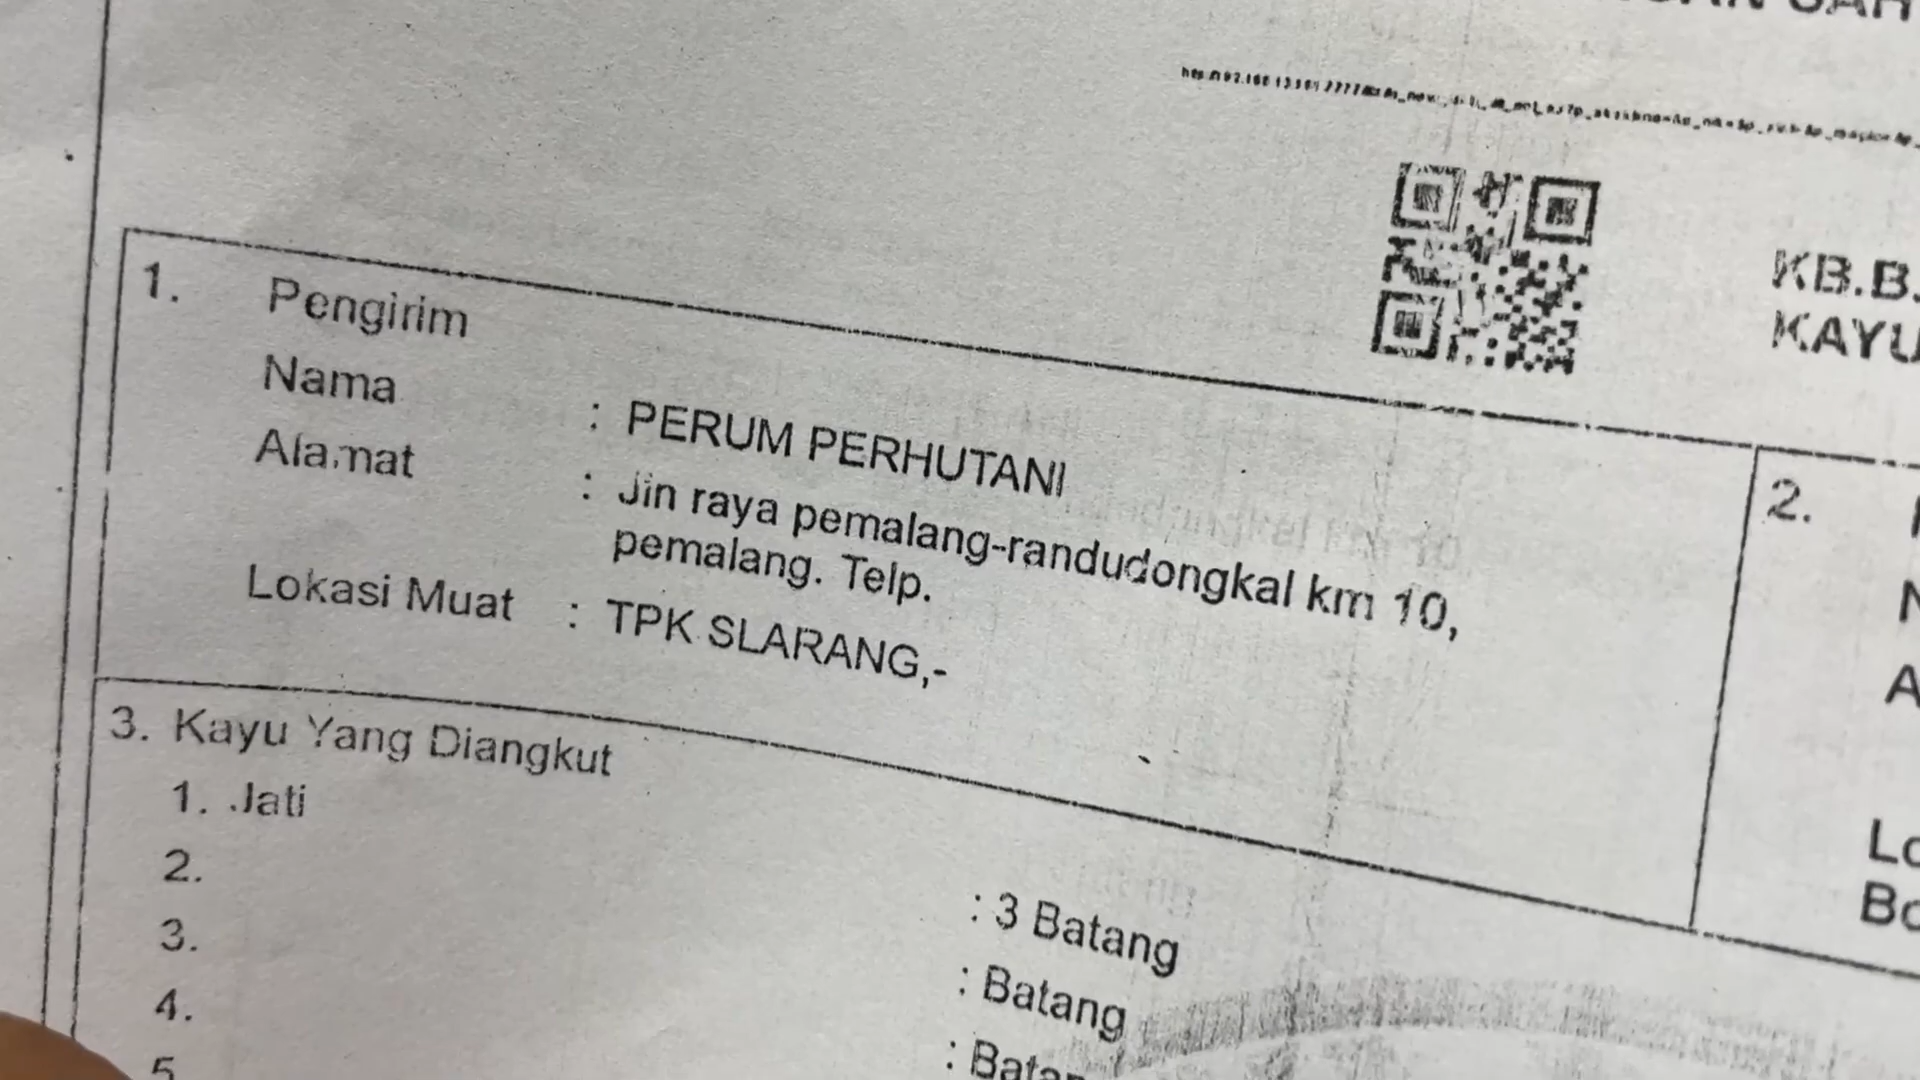 KB.B.
KAYU
1. Pengirim
Nama : PERUM PERHUTANI
Alamat : Jln raya pemalang-randudongkal km 10,
pemalang. Telp.
Lokasi Muat : TPK SLARANG,-
2.
3. Kayu Yang Diangkut
1. Jati : 3 Batang
2. : Batang
3.
4.
5